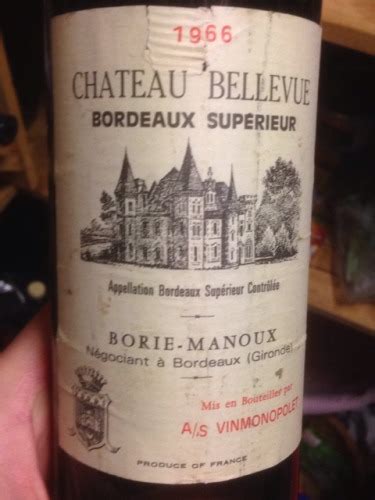 1966
CHATEAU BELLEVUE
BORDEAUX SUPÉRIEUR
Appellation Bordeaux Supérieur Contrôlée
BORIE-MANOUX
Négociant à Bordeaux (Gironde)
Mis en Bouteilles par
A/S VINMONOPOLET
PRODUCE OF FRANCE